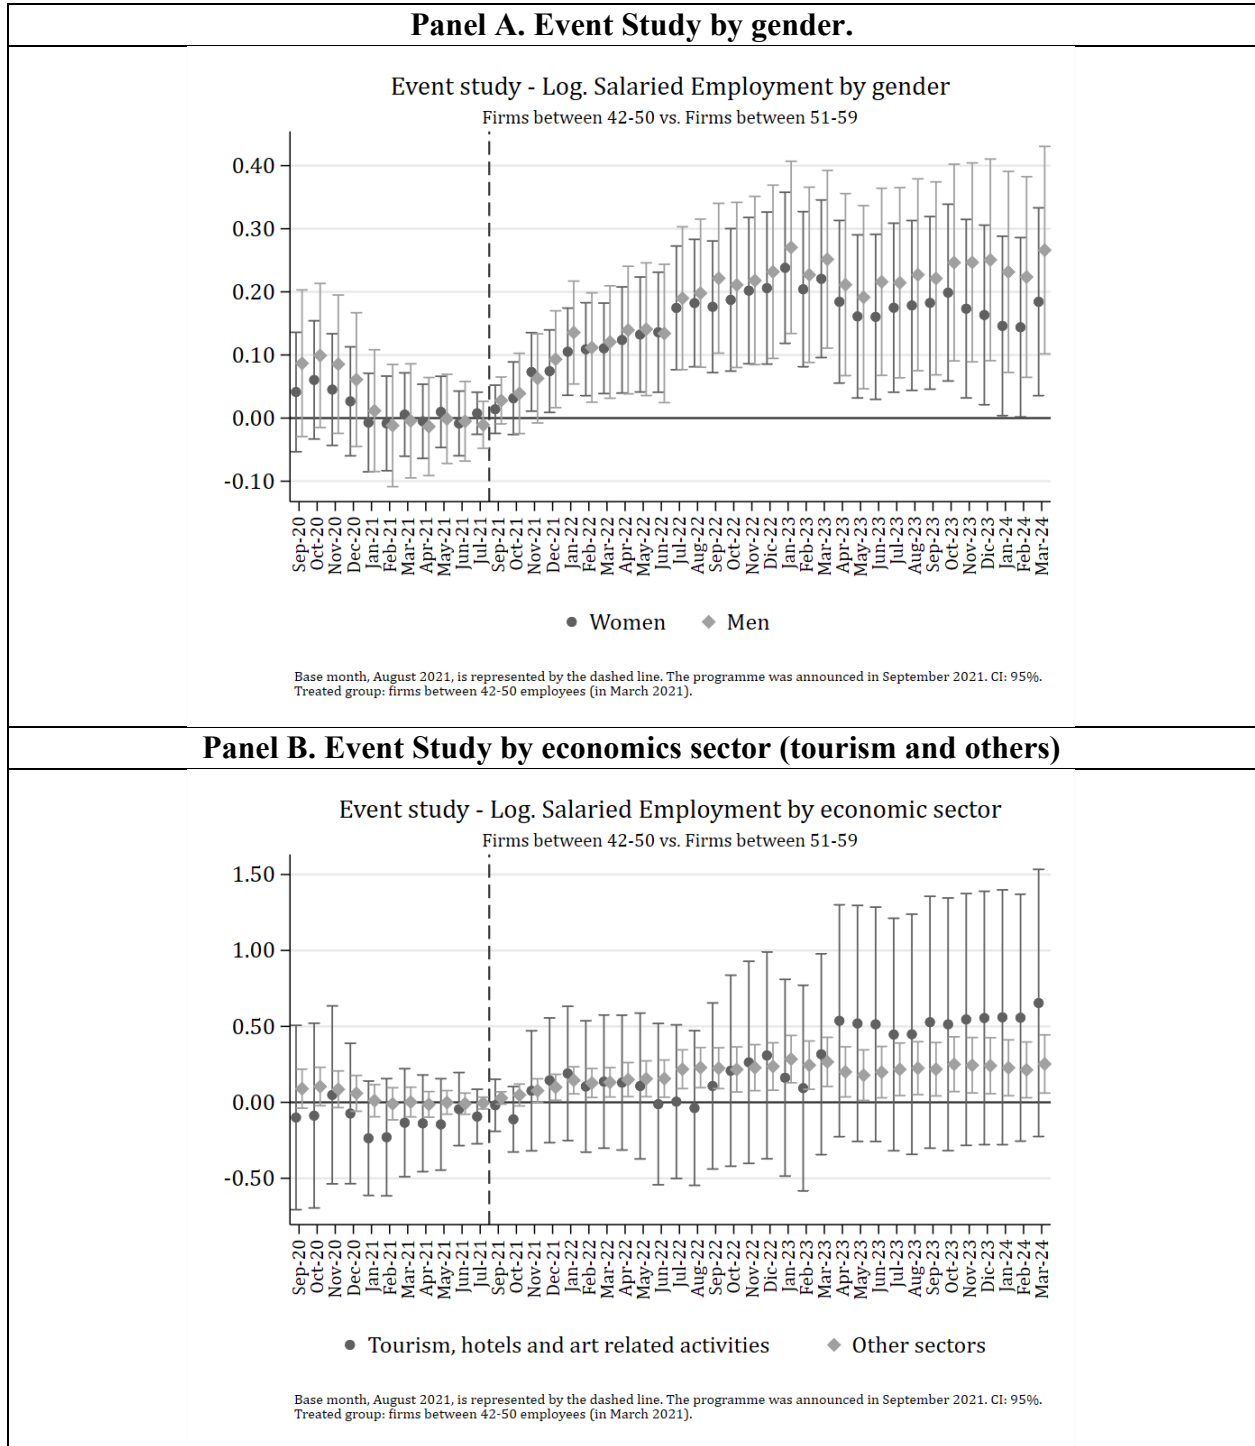 Panel A. Event Study by gender.
Event study - Log. Salaried Employment by gender
Firms between 42-50 vs. Firms between 51-59
0.40
0.30
0.20
0.10
0.00
-0.10
Sep-20
Oct-20
Nov-20
Dec-20
Jan-21
Feb-21
Mar-21
Apr-21
May-21
Jun-21
Jul-21
Sep-21
Oct-21
Nov-21
Dec-21
Jan-22
Feb-22
Mar-22
Apr-22
May-22
Jun-22
Jul-22
Aug-22
Sep-22
Oct-22
Nov-22
Dic-22
Jan-23
Feb-23
Mar-23
Apr-23
May-23
Jun-23
Jul-23
Aug-23
Sep-23
Oct-23
Nov-23
Dic-23
Jan-24
Feb-24
Mar-24
Women Men
Base month, August 2021, is represented by the dashed line. The programme was announced in September 2021. CI: 95%.
Treated group: firms between 42-50 employees (in March 2021).
Panel B. Event Study by economics sector (tourism and others)
Event study - Log. Salaried Employment by economic sector
Firms between 42-50 vs. Firms between 51-59
1.50
1.00
0.50
0.00
-0.50
Sep-20
Oct-20
Nov-20
Dec-20
Jan-21
Feb-21
Mar-21
Apr-21
May-21
Jun-21
Jul-21
Sep-21
Oct-21
Nov-21
Dec-21
Jan-22
Feb-22
Mar-22
Apr-22
May-22
Jun-22
Jul-22
Aug-22
Sep-22
Oct-22
Nov-22
Dic-22
Jan-23
Feb-23
Mar-23
Apr-23
May-23
Jun-23
Jul-23
Aug-23
Sep-23
Oct-23
Nov-23
Dic-23
Jan-24
Feb-24
Mar-24
Tourism, hotels and art related activities Other sectors
Base month, August 2021, is represented by the dashed line. The programme was announced in September 2021. CI: 95%.
Treated group: firms between 42-50 employees (in March 2021).